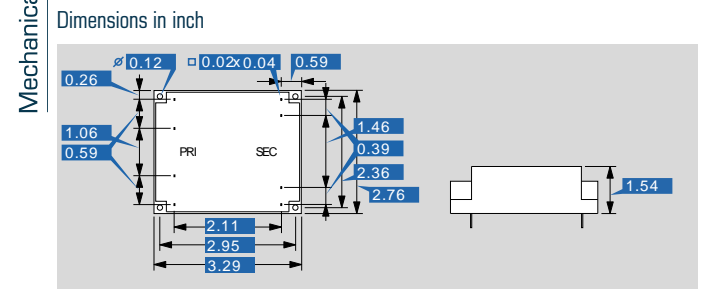 Mechanica
Dimensions in inch
ø 0.12
□ 0.02x0.04
0.59
0.26
1.06
0.59
PRI
SEC
1.46
0.39
2.36
2.76
1.54
2.11
2.95
3.29